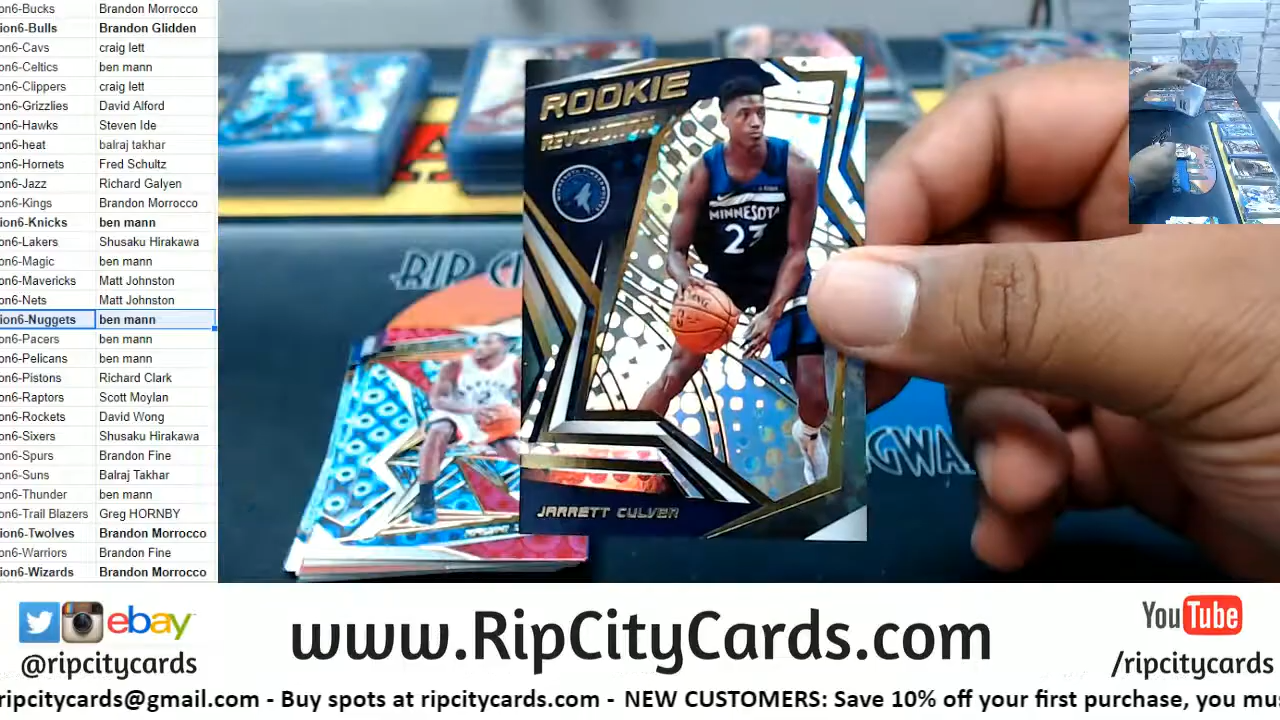 on6-Bucks Brandon Morrocco
ion6-Bulls Brandon Glidden
on6-Cavs craig lett
on6-Celtics ben mann
on6-Clippers craig lett
on6-Grizzlies David Alford
on6-Hawks Steven Ide
on6-heat balraj takhar
on6-Hornets Fred Schultz
on6-Jazz Richard Galyen
on6-Kings Brandon Morrocco
ion6-Knicks ben mann
on6-Lakers Shusaku Hirakawa
on6-Magic ben mann
on6-Mavericks Matt Johnston
on6-Nets Matt Johnston
ion6-Nuggets ben mann
on6-Pacers ben mann
on6-Pelicans ben mann
on6-Pistons Richard Clark
on6-Raptors Scott Moylan
on6-Rockets David Wong
on6-Sixers Shusaku Hirakawa
on6-Spurs Brandon Fine
on6-Suns Balraj Takhar
on6-Thunder ben mann
on6-Trail Blazers Greg HORNBY
ion6-Twolves Brandon Morrocco
on6-Warriors Brandon Fine
ion6-Wizards Brandon Morrocco
ROOKIE
REVOLUTION
MINNESOTA
23
JARRETT CULVER
RIP CI
GWA
ebay
@ripcitycards
www.RipCityCards.com
YouTube
/ripcitycards
ripcitycards@gmail.com - Buy spots at ripcitycards.com - NEW CUSTOMERS: Save 10% off your first purchase, you mu